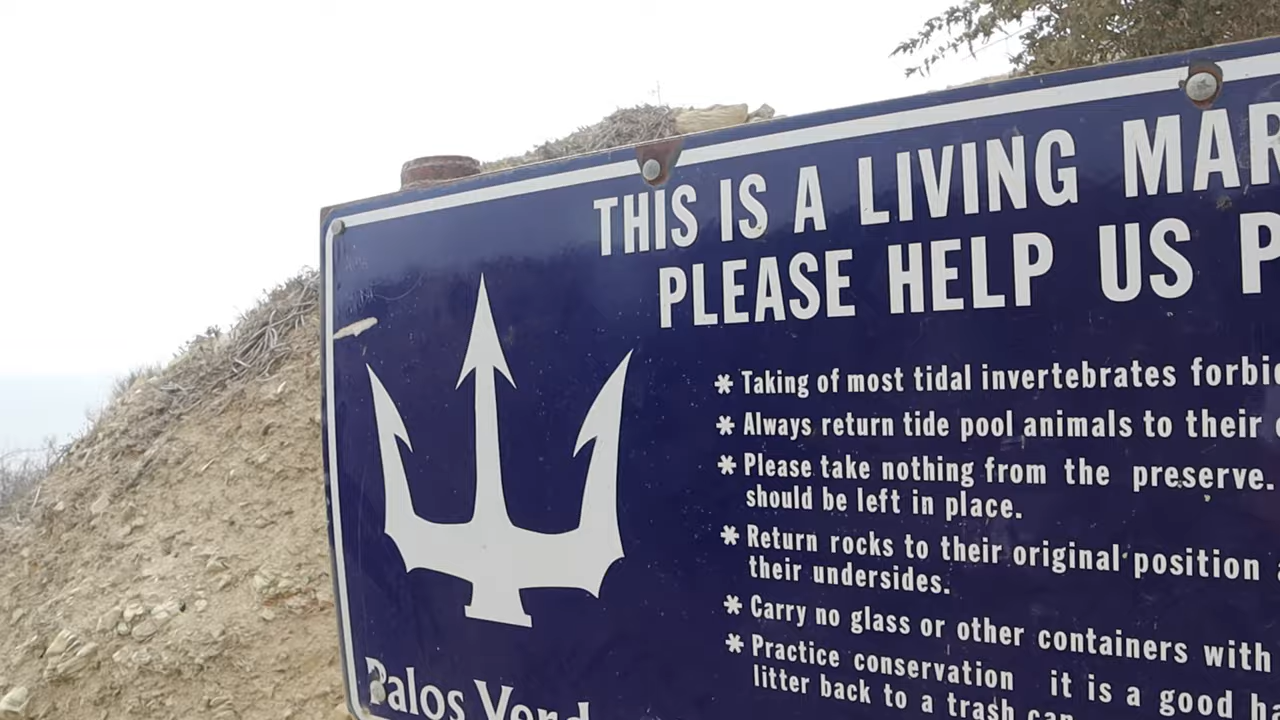 THIS IS A LIVING MAR
PLEASE HELP US P
* Taking of most tidal invertebrates forbi
* Always return tide pool animals to their
* Please take nothing from the preserve.
should be left in place.
* Return rocks to their original position
their undersides.
* Carry no glass or other containers with
* Practice conservation it is a good ha
litter back to a trash can
Palos Verd